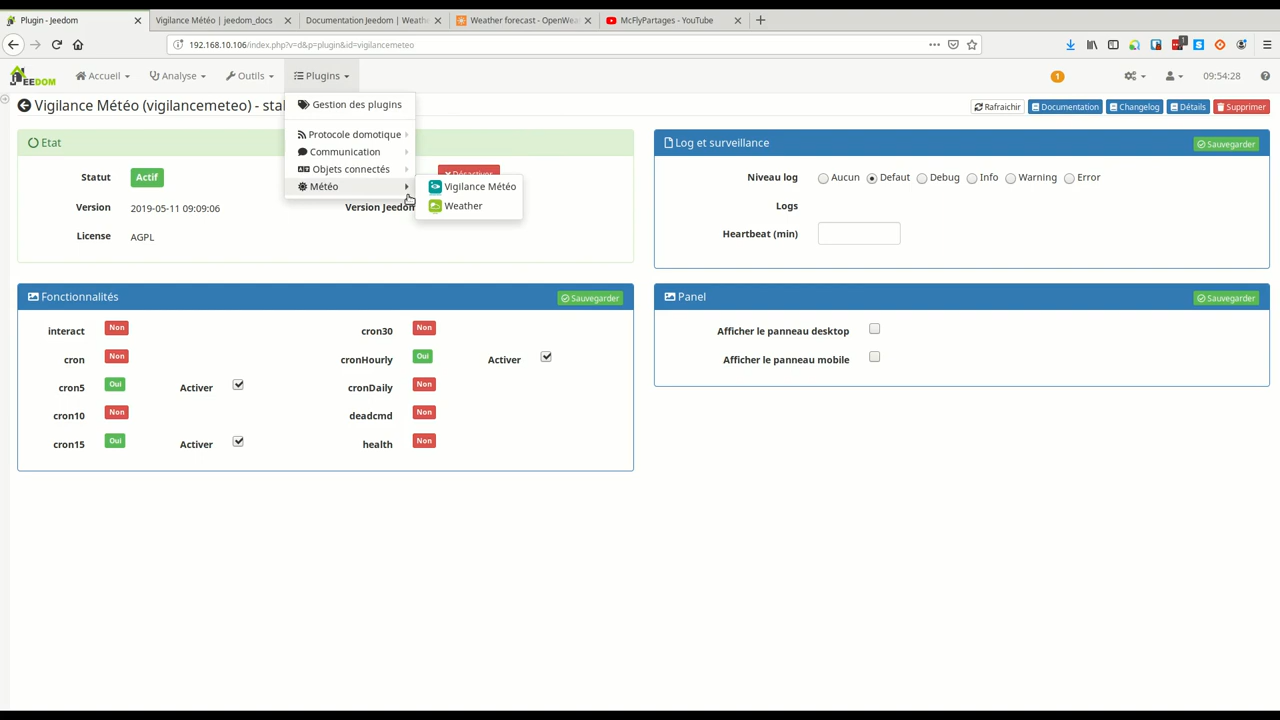 Plugin - Jeedom
Vigilance Météo | jeedom_docs
Documentation Jeedom | Weathe
Weather forecast - OpenWea
McFlyPartages - YouTube
192.168.10.106/index.php?v=d&p=plugin&id=vigilancemeteo
1
JEEDOM
Accueil
Analyse
Outils
Plugins
1
09:54:28
Vigilance Météo (vigilancemeteo) - sta
Rafraichir
Documentation
Changelog
Détails
Supprimer
Gestion des plugins
Protocole domotique
Communication
Objets connectés
Météo
Vigilance Météo
Weather
Etat
Statut
Actif
Désactiver
Version
2019-05-11 09:09:06
Version Jeedom
License
AGPL
Log et surveillance
Sauvegarder
Niveau log
Aucun
Defaut
Debug
Info
Warning
Error
Logs
Heartbeat (min)
Fonctionnalités
Sauvegarder
interact
Non
cron30
Non
cron
Non
cronHourly
Oui
Activer
cron5
Oui
Activer
cronDaily
Non
cron10
Non
deadcmd
Non
cron15
Oui
Activer
health
Non
Panel
Sauvegarder
Afficher le panneau desktop
Afficher le panneau mobile